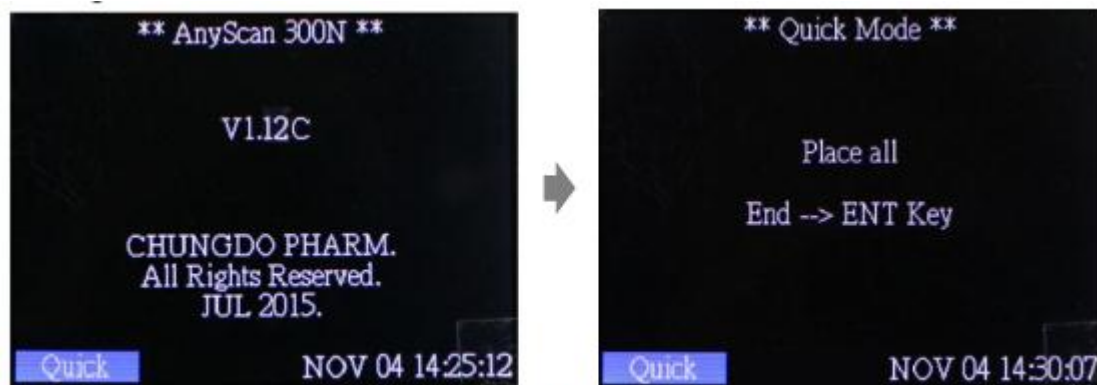 ** AnyScan 300N **
V1.12C
CHUNGDO PHARM.
All Rights Reserved.
JUL 2015.
Quick
NOV 04 14:25:12
** Quick Mode **
Place all
End --> ENT Key
Quick
NOV 04 14:30:07